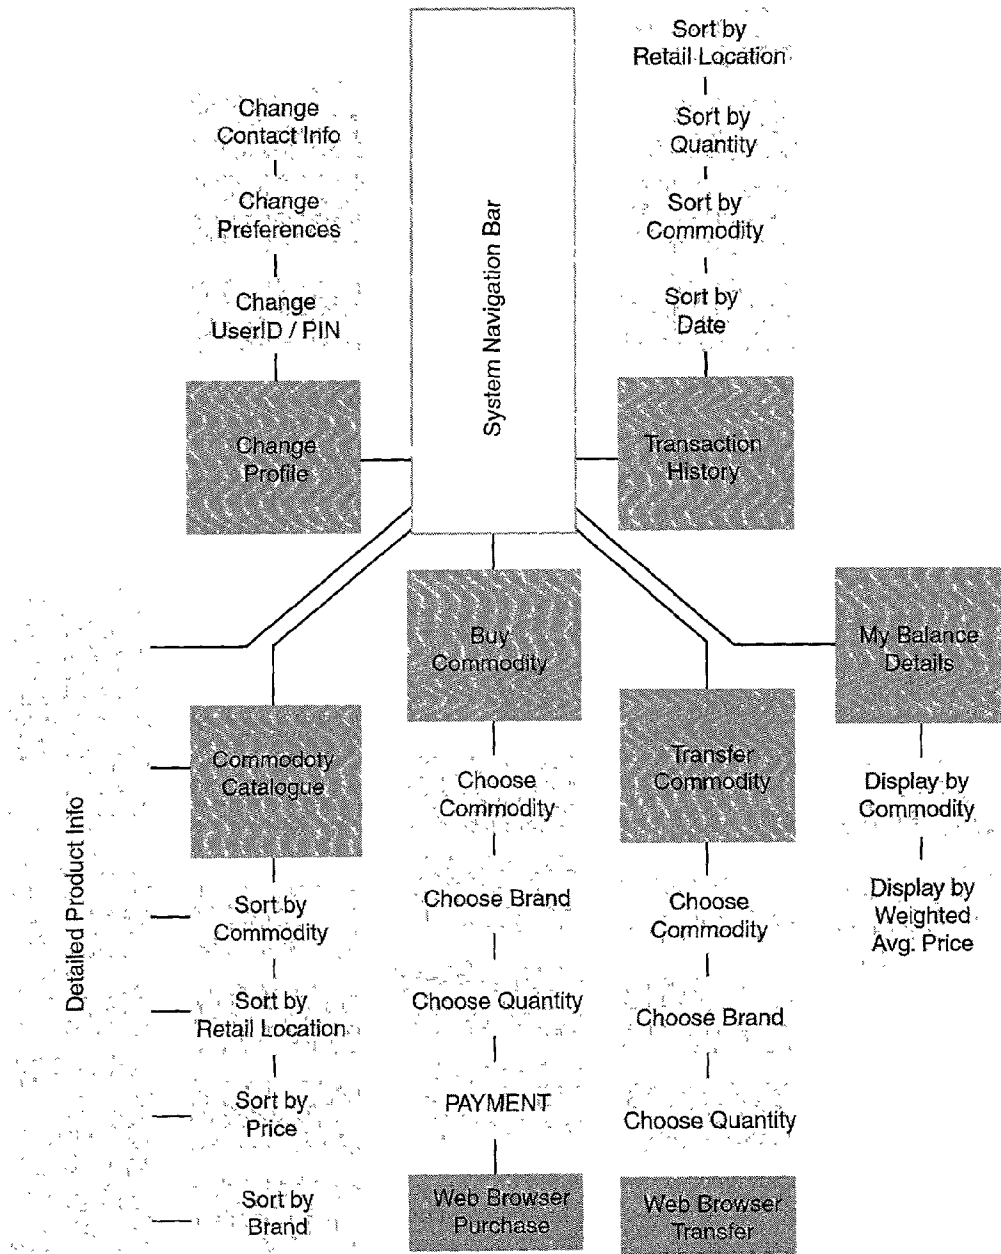 Change
Contact Info
Change
Preferences
Change
UserID / PIN
Change
Profile
System Navigation Bar
Sort by
Retail Location
Sort by
Quantity
Sort by
Commodity
Sort by
Date
Transaction
History
Detailed Product Info
Commodoty
Catalogue
Sort by
Commodity
Sort by
Retail Location
Sort by
Price
Sort by
Brand
Buy
Commodity
Choose
Commodity
Choose Brand
Choose Quantity
PAYMENT
Web Browser
Purchase
Transfer
Commodity
Choose
Commodity
Choose Brand
Choose Quantity
Web Browser
Transfer
My Balance
Details
Display by
Commodity
Display by
Weighted
Avg. Price